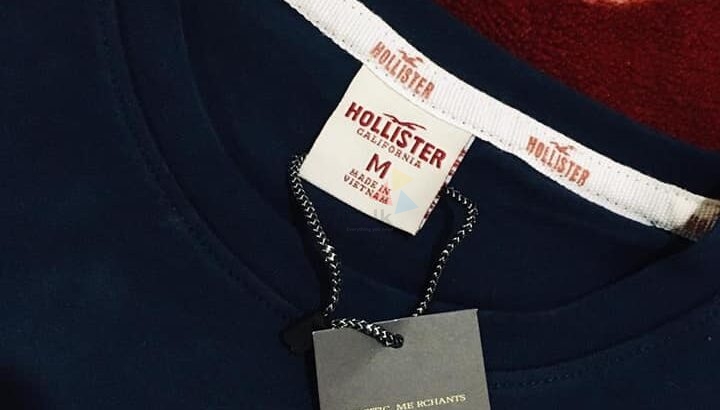 HOLLISTER
HOLLISTER
HOLLISTER
CALIFORNIA
M
MADE IN
VIETNAM
ME RCHANTS